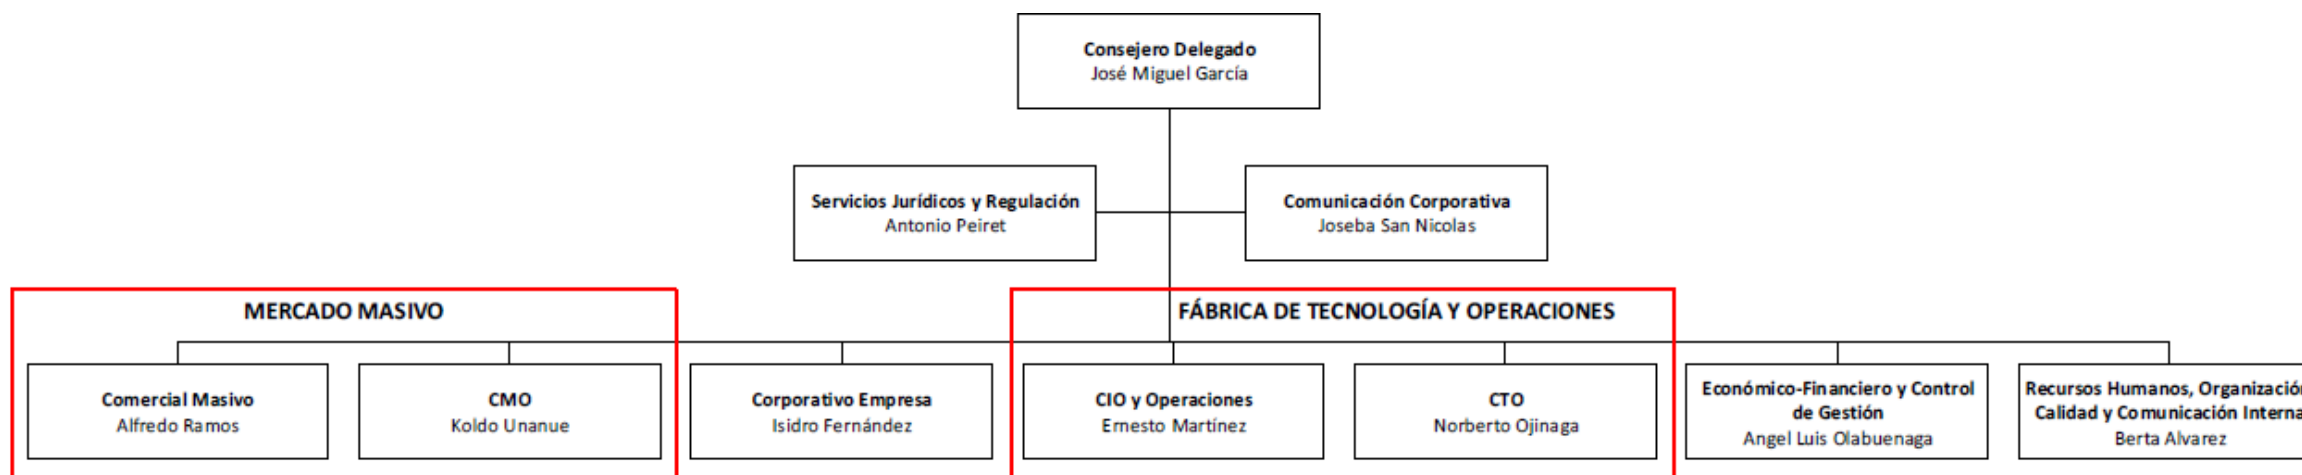 Consejero Delegado
José Miguel García
Servicios Jurídicos y Regulación
Antonio Peiret
Comunicación Corporativa
Joseba San Nicolas
MERCADO MASIVO
FÁBRICA DE TECNOLOGÍA Y OPERACIONES
Comercial Masivo
Alfredo Ramos
CMO
Koldo Unanue
Corporativo Empresa
Isidro Fernández
CIO y Operaciones
Ernesto Martínez
CTO
Norberto Ojinaga
Económico-Financiero y Control
de Gestión
Angel Luis Olabuenaga
Recursos Humanos, Organización
Calidad y Comunicación Interna
Berta Alvarez